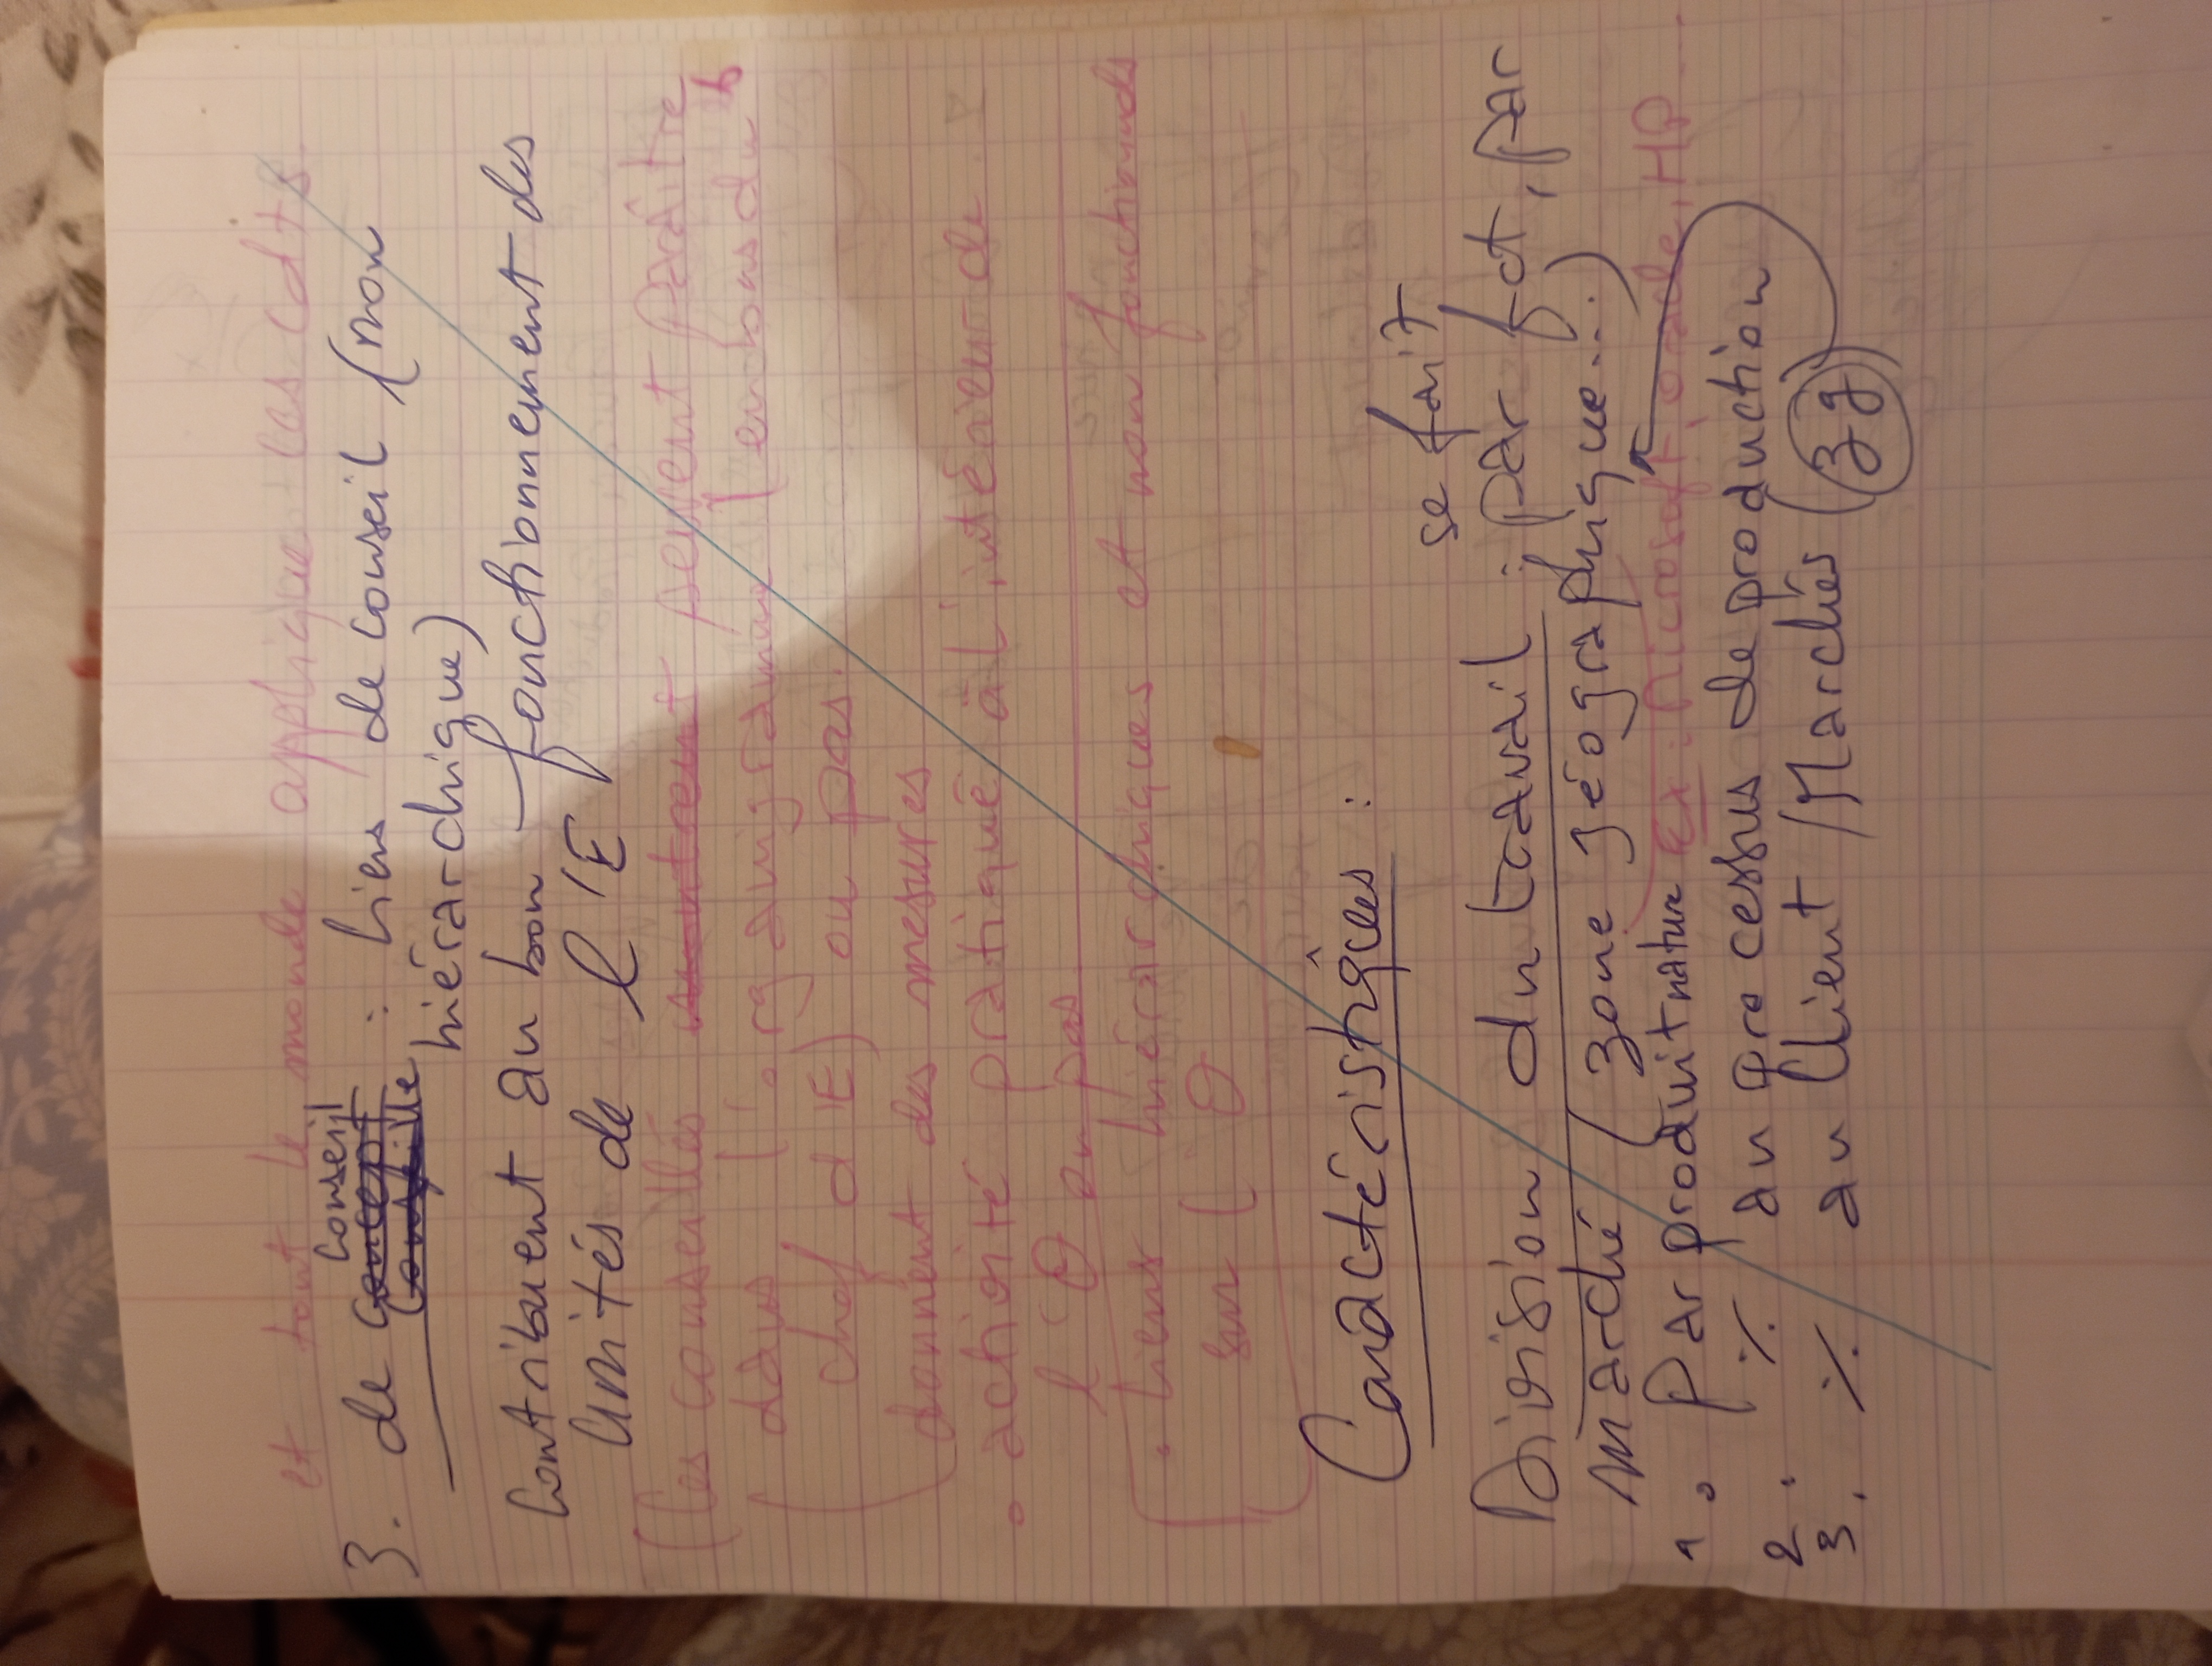 et tout le monde applique les cdts
Conseil
3. de concept : liens de conseil (non
Conseille
hiérarchique)
Contribuent au bon fonctionnement des
unités de l'E
(les conseillés montrent peuvent paraître
dans l'organigramme (en bas du
chef d'E) ou pas.
donnent des mesures
• activité pratiqué à l'intérieur de
l'O ou pas
• liens hiérarchiques et non fonctionnels
sur l'O
Caractéristiques :
se fait
Division du travail : par fct, par
marché (zone géographique...)
1. Par produit nature Ex : Microsoft, oracle, HP...
2. % au processus de production
3. % au Client / Marchés (zg)